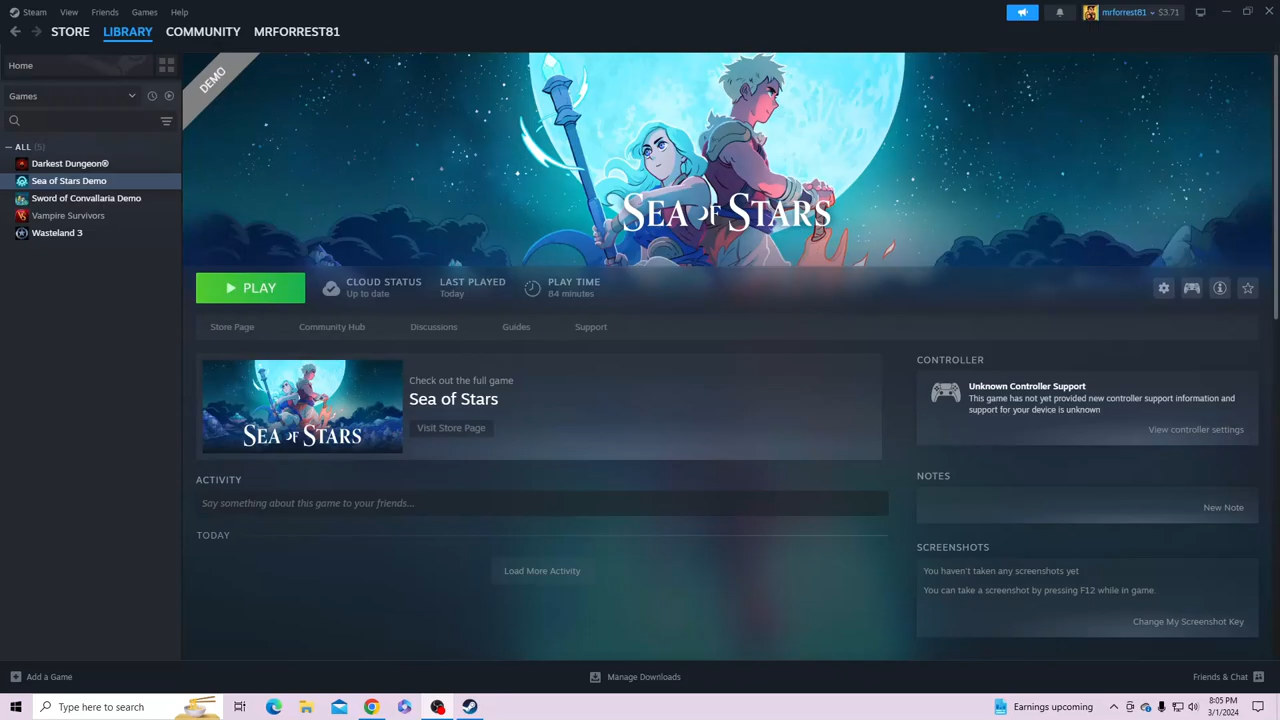 Steam View Friends Games Help
mrforrest81 $3.71
STORE LIBRARY COMMUNITY MRFORREST81
Home
DEMO
Games
ALL (5)
Darkest Dungeon®
Sea of Stars Demo
Sword of Convallaria Demo
Vampire Survivors
Wasteland 3
SEA OF STARS
PLAY
CLOUD STATUS
Up to date
LAST PLAYED
Today
PLAY TIME
84 minutes
Store Page Community Hub Discussions Guides Support
SEA OF STARS
Check out the full game
Sea of Stars
Visit Store Page
ACTIVITY
Say something about this game to your friends...
TODAY
Load More Activity
CONTROLLER
Unknown Controller Support
This game has not yet provided new controller support information and
support for your device is unknown
View controller settings
NOTES
New Note
SCREENSHOTS
You haven't taken any screenshots yet
You can take a screenshot by pressing F12 while in game.
Change My Screenshot Key
Add a Game
Manage Downloads
Friends & Chat
Type here to search
Earnings upcoming
8:05 PM
3/1/2024